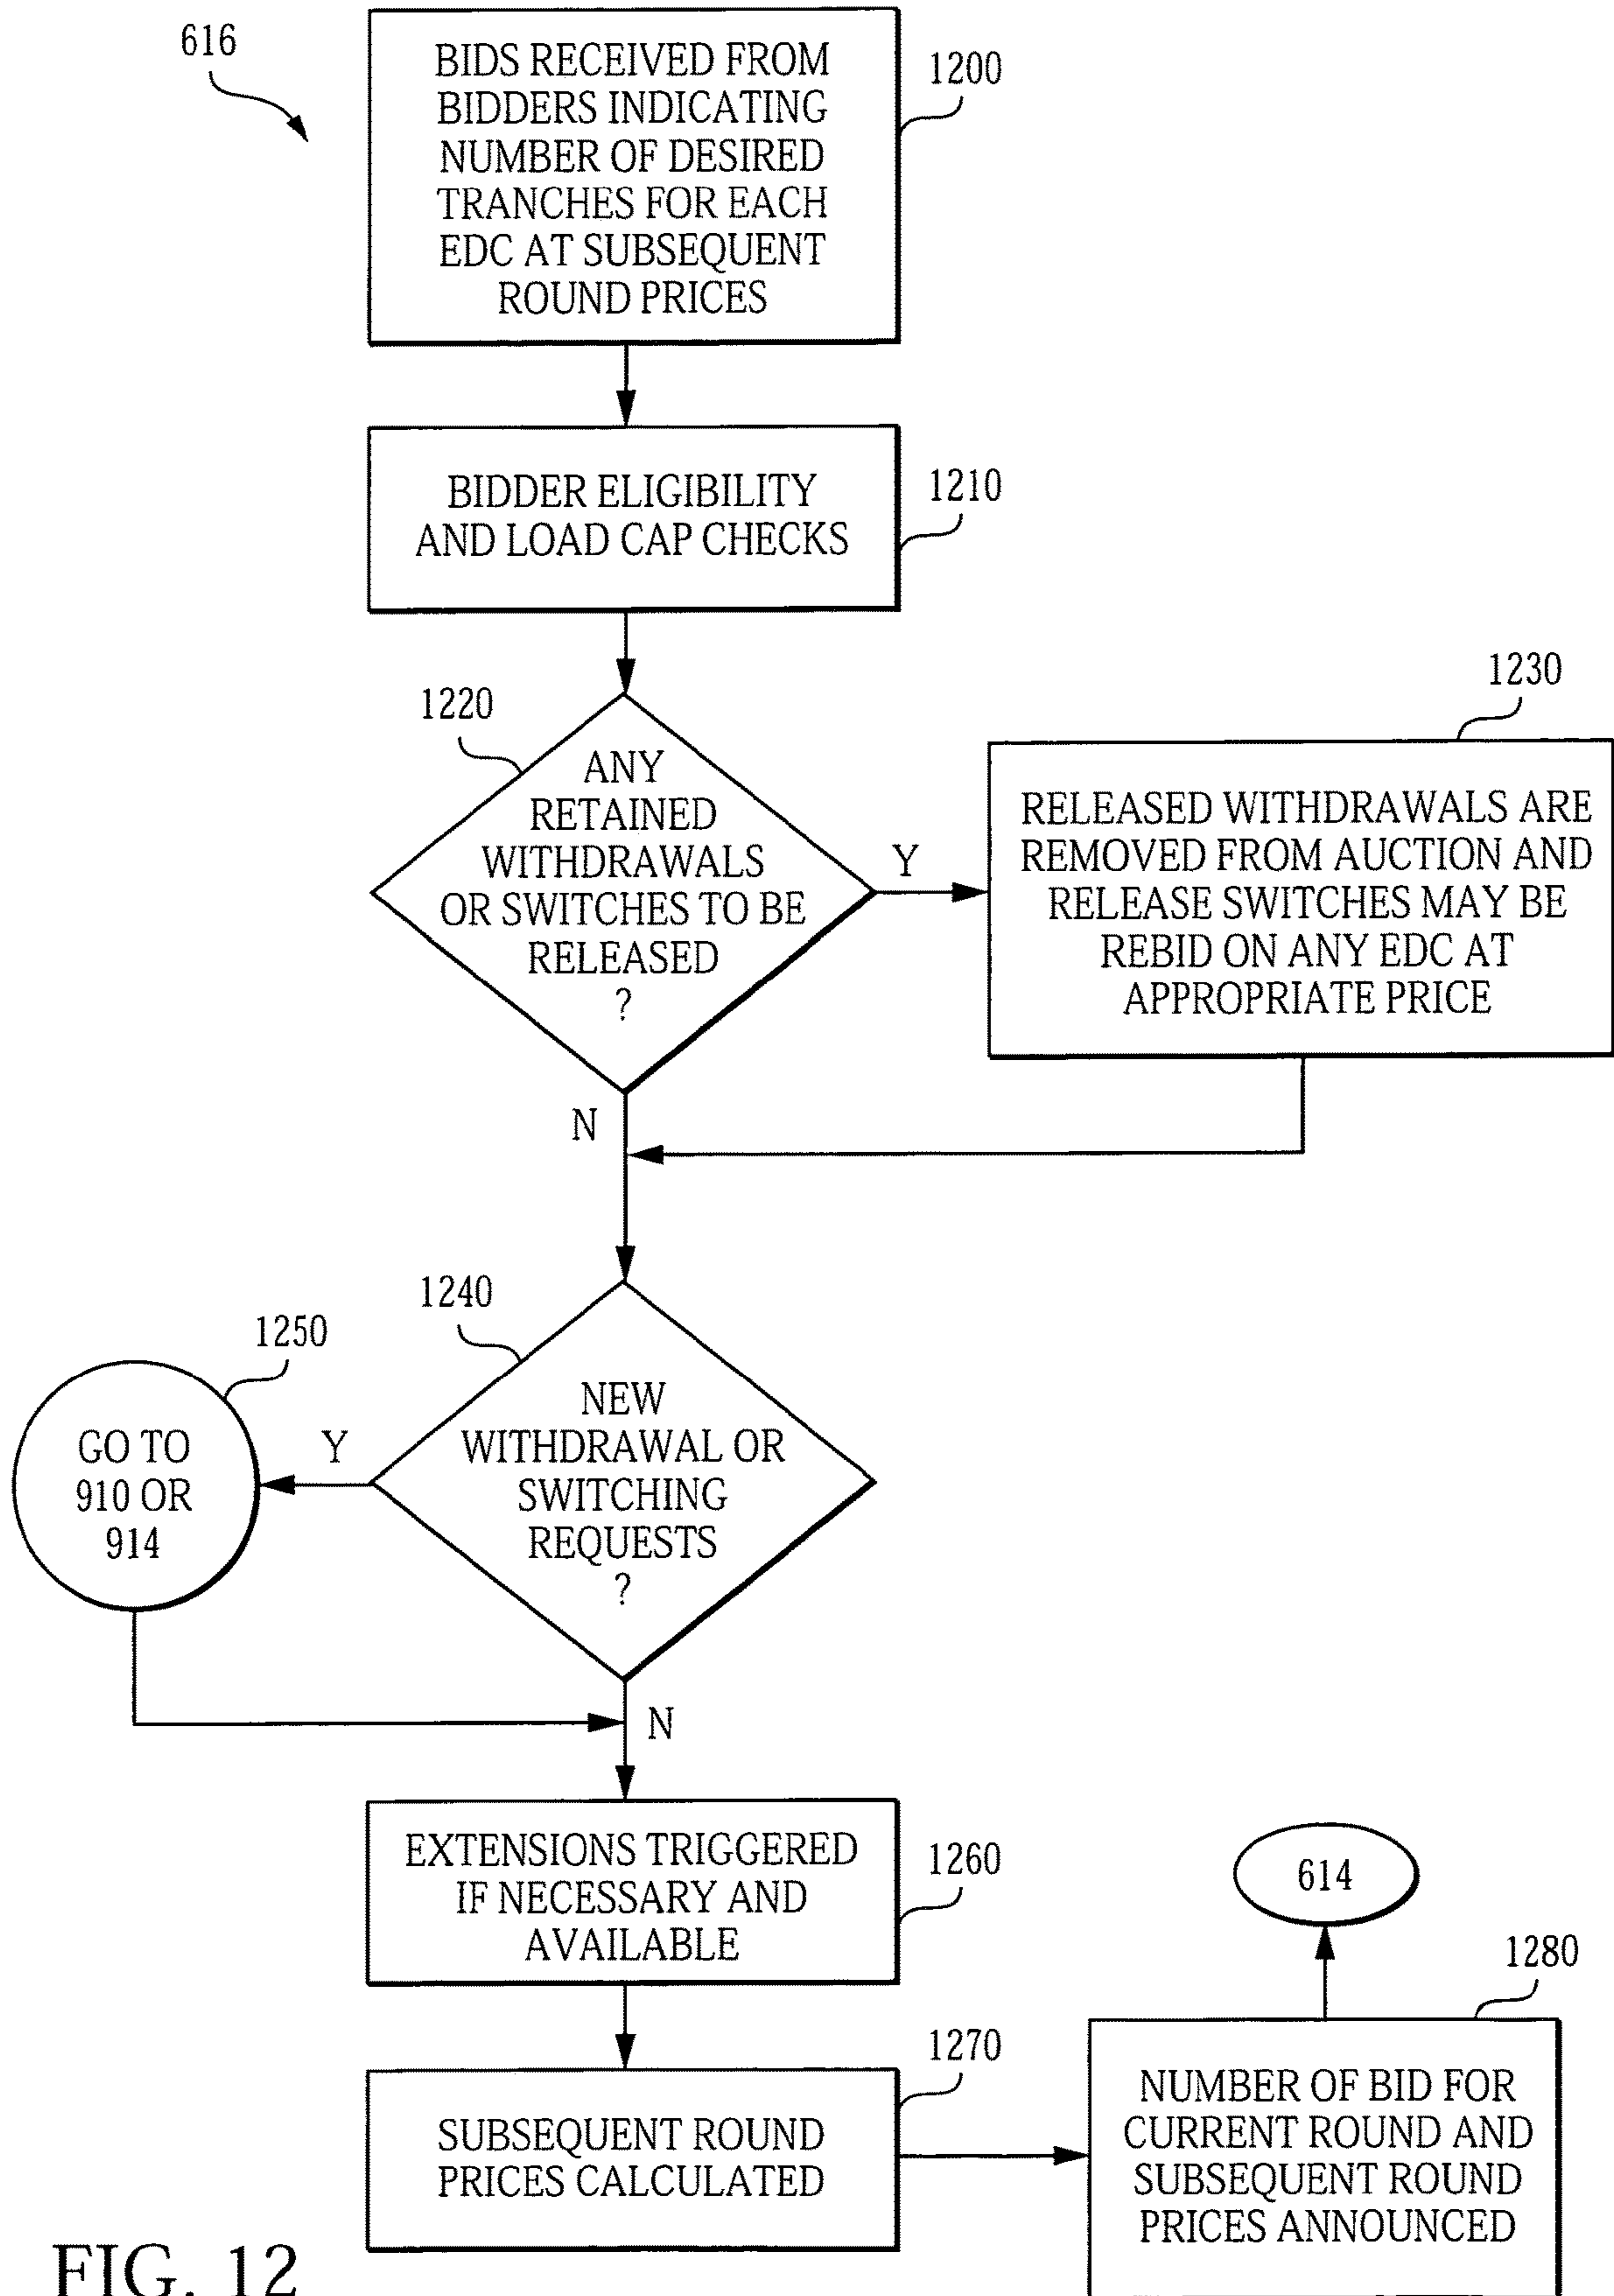 616
BIDS RECEIVED FROM
BIDDERS INDICATING
NUMBER OF DESIRED
TRANCHES FOR EACH
EDC AT SUBSEQUENT
ROUND PRICES
1200
BIDDER ELIGIBILITY
AND LOAD CAP CHECKS
1210
1220
ANY
RETAINED
WITHDRAWALS
OR SWITCHES TO BE
RELEASED
?
Y
1230
RELEASED WITHDRAWALS ARE
REMOVED FROM AUCTION AND
RELEASE SWITCHES MAY BE
REBID ON ANY EDC AT
APPROPRIATE PRICE
N
1240
NEW
WITHDRAWAL OR
SWITCHING
REQUESTS
?
Y
1250
GO TO
910 OR
914
N
EXTENSIONS TRIGGERED
IF NECESSARY AND
AVAILABLE
1260
SUBSEQUENT ROUND
PRICES CALCULATED
1270
614
1280
NUMBER OF BID FOR
CURRENT ROUND AND
SUBSEQUENT ROUND
PRICES ANNOUNCED
FIG. 12